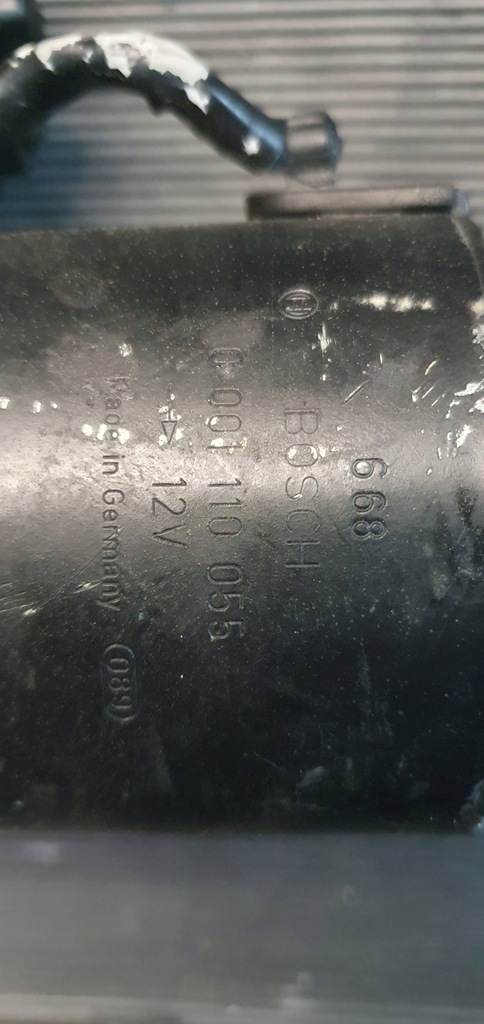 668
BOSCH
0 001 110 055
12V
Made in Germany (089)